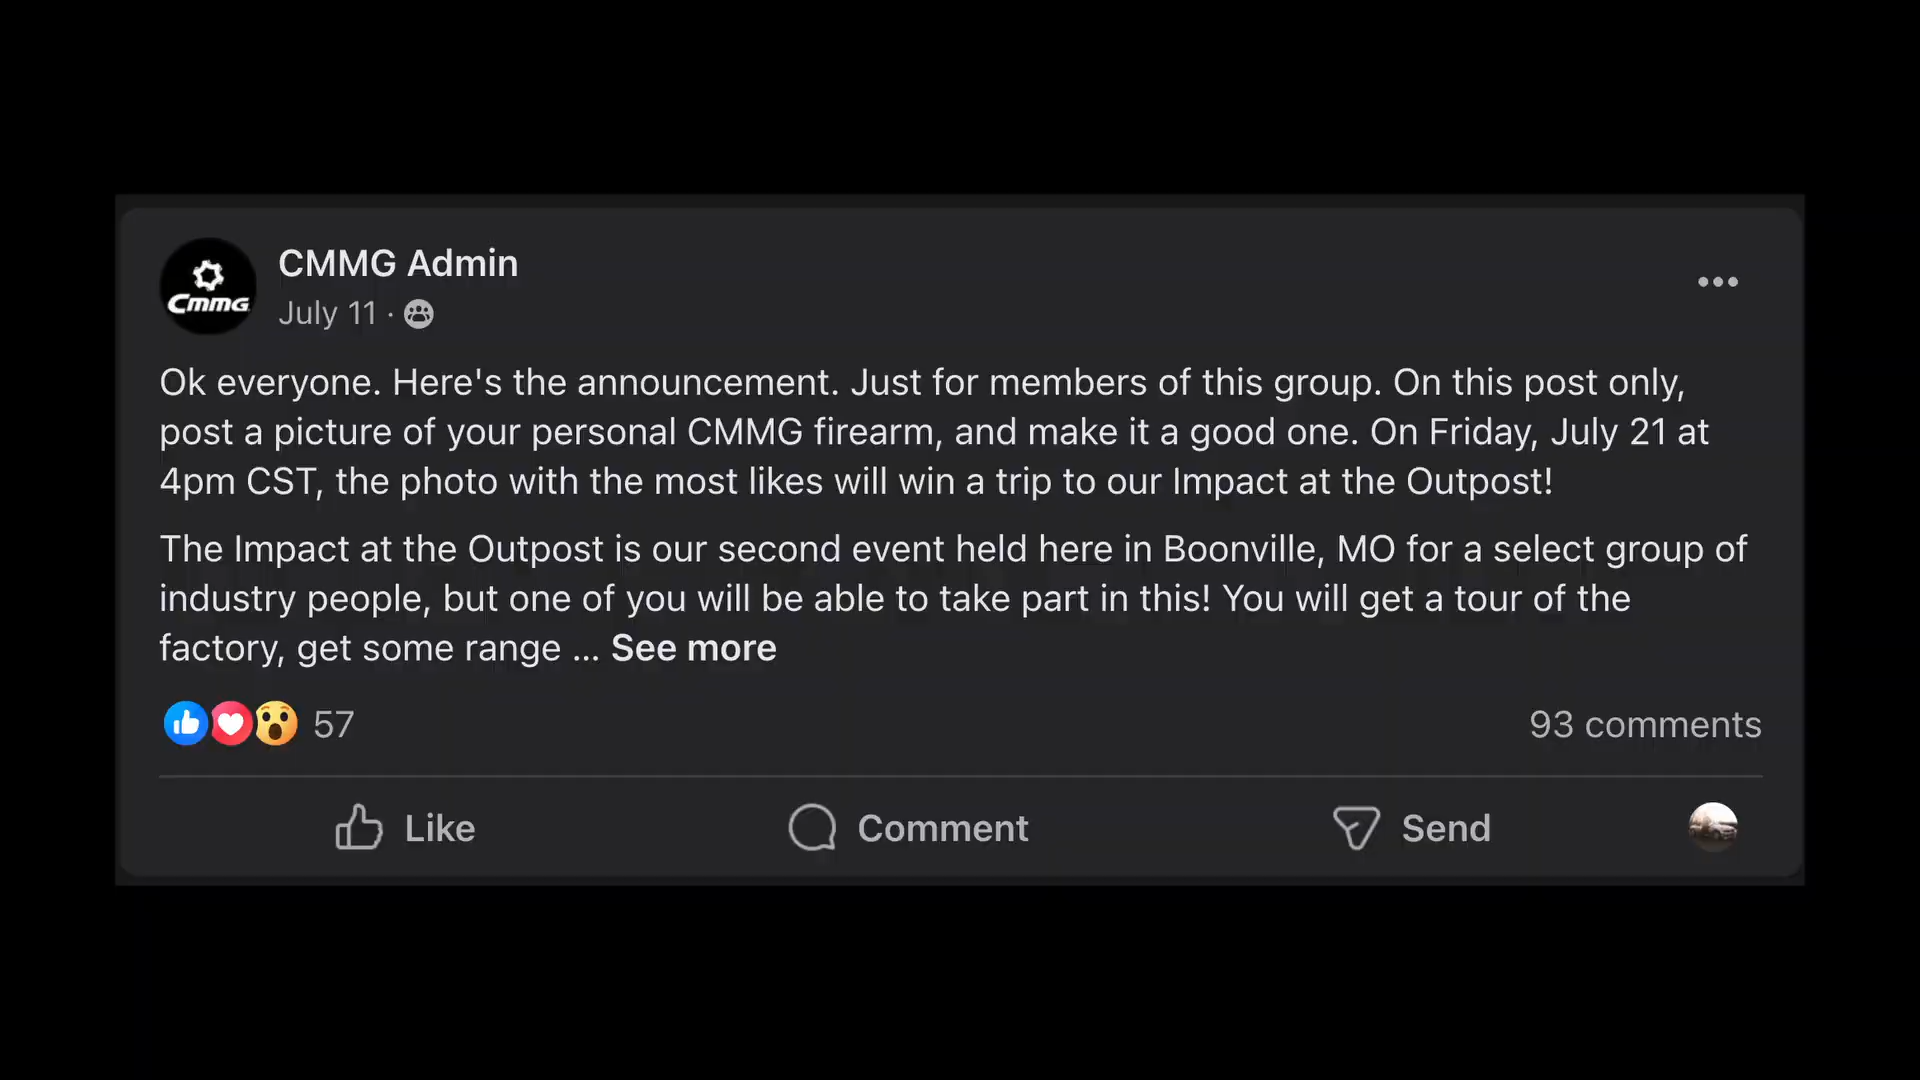 Cmmg
CMMG Admin
July 11 ·
Ok everyone. Here's the announcement. Just for members of this group. On this post only,
post a picture of your personal CMMG firearm, and make it a good one. On Friday, July 21 at
4pm CST, the photo with the most likes will win a trip to our Impact at the Outpost!
The Impact at the Outpost is our second event held here in Boonville, MO for a select group of
industry people, but one of you will be able to take part in this! You will get a tour of the
factory, get some range ... See more
57
93 comments
Like
Comment
Send